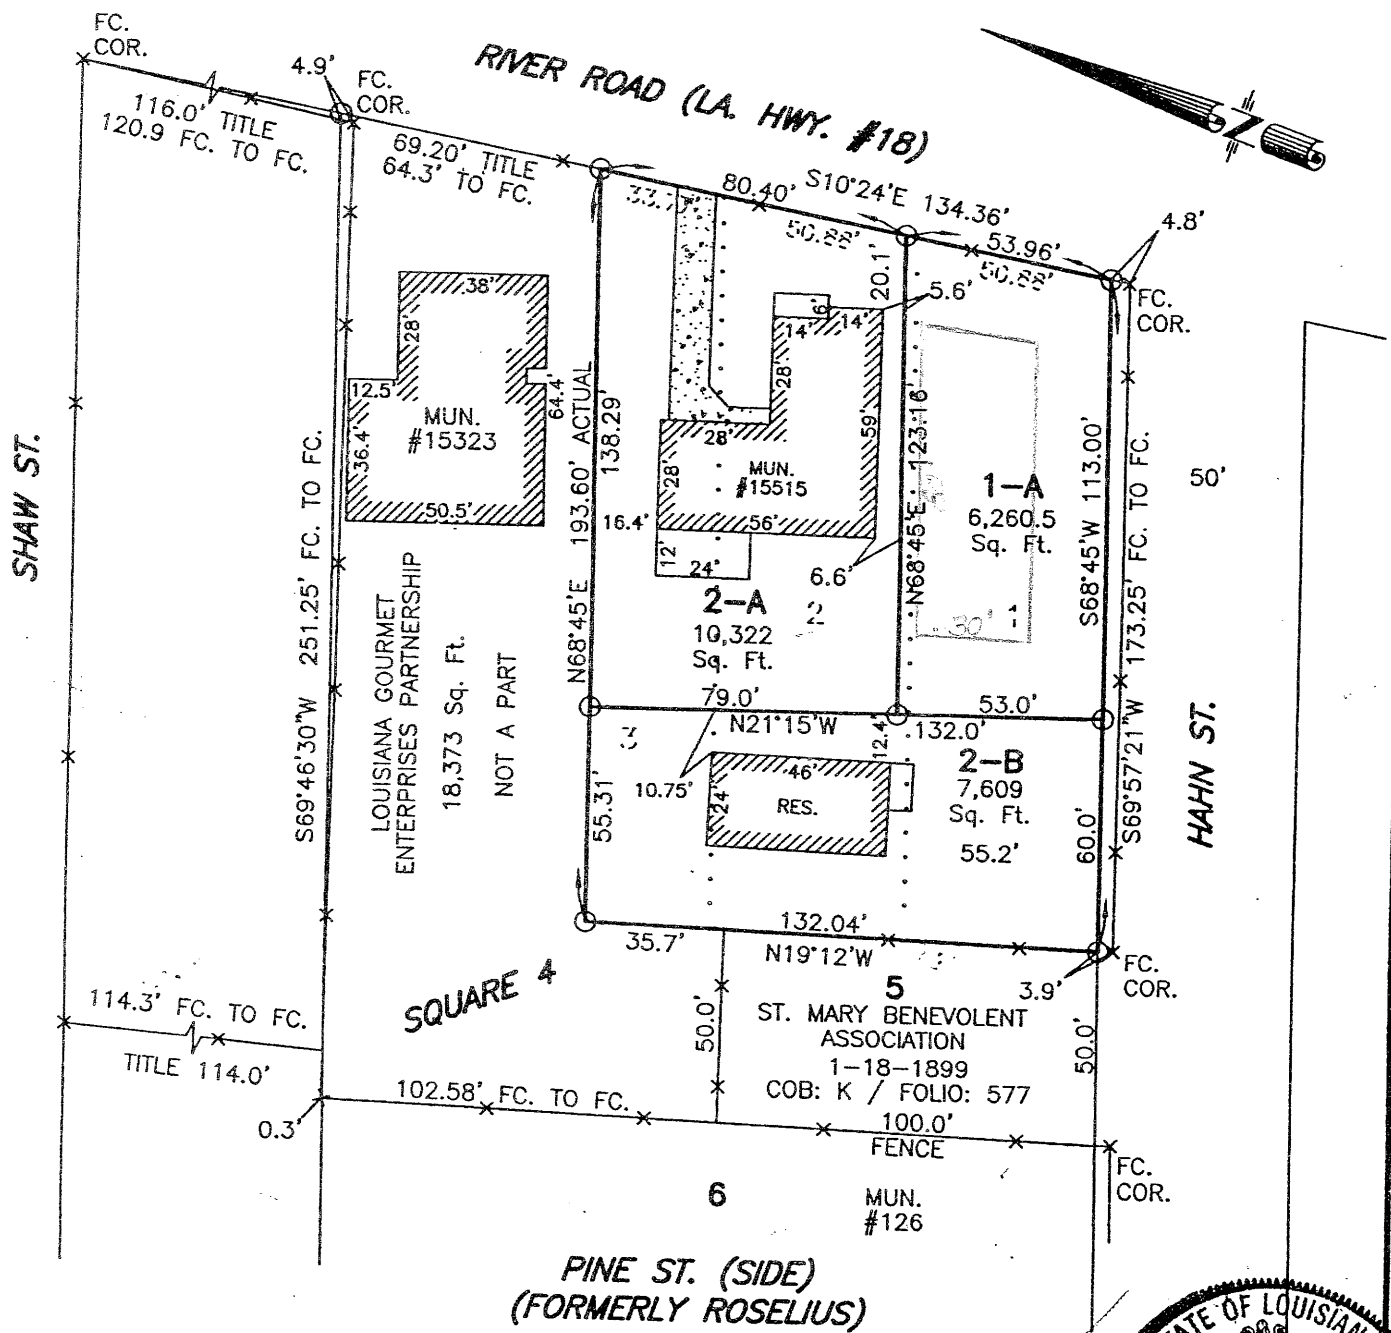 FC.
COR.
4.9'
FC.
COR.
RIVER ROAD (LA. HWY. #18)
116.0' TITLE
120.9 FC. TO FC.
69.20' TITLE
64.3' TO FC.
80.40'
S10°24'E 134.36'
50.88'
53.96'
50.88'
4.8'
FC.
COR.
20.1'
5.6'
38'
28'
12.5'
36.4'
64.4'
50.5'
MUN.
#15323
6'
14'
14'
28'
28'
28'
59'
56'
MUN.
#15515
16.4'
12'
24'
6.6'
SHAW ST.
S69°46'30"W 251.25' FC. TO FC.
LOUISIANA GOURMET
ENTERPRISES PARTNERSHIP
18,373 Sq. Ft.
NOT A PART
N68°45'E 193.60' ACTUAL
138.29'
N68°45'E 123.16'
1-A
6,260.5
Sq. Ft.
30'
1
S68°45'W 113.00'
S69°57'21"W 173.25' FC. TO FC.
50'
HAHN ST.
2-A
2
10,322
Sq. Ft.
79.0'
N21°15'W
53.0'
132.0'
3
12.4'
10.75'
46'
24'
RES.
2-B
7,609
Sq. Ft.
55.2'
55.31'
60.0'
132.04'
35.7'
N19°12'W
3.9'
FC.
COR.
SQUARE 4
114.3' FC. TO FC.
TITLE 114.0'
50.0'
5
ST. MARY BENEVOLENT
ASSOCIATION
1-18-1899
COB: K / FOLIO: 577
50.0'
102.58' FC. TO FC.
0.3'
100.0'
FENCE
FC.
COR.
6
MUN.
#126
PINE ST. (SIDE)
(FORMERLY ROSELIUS)
OF LOUISIAN